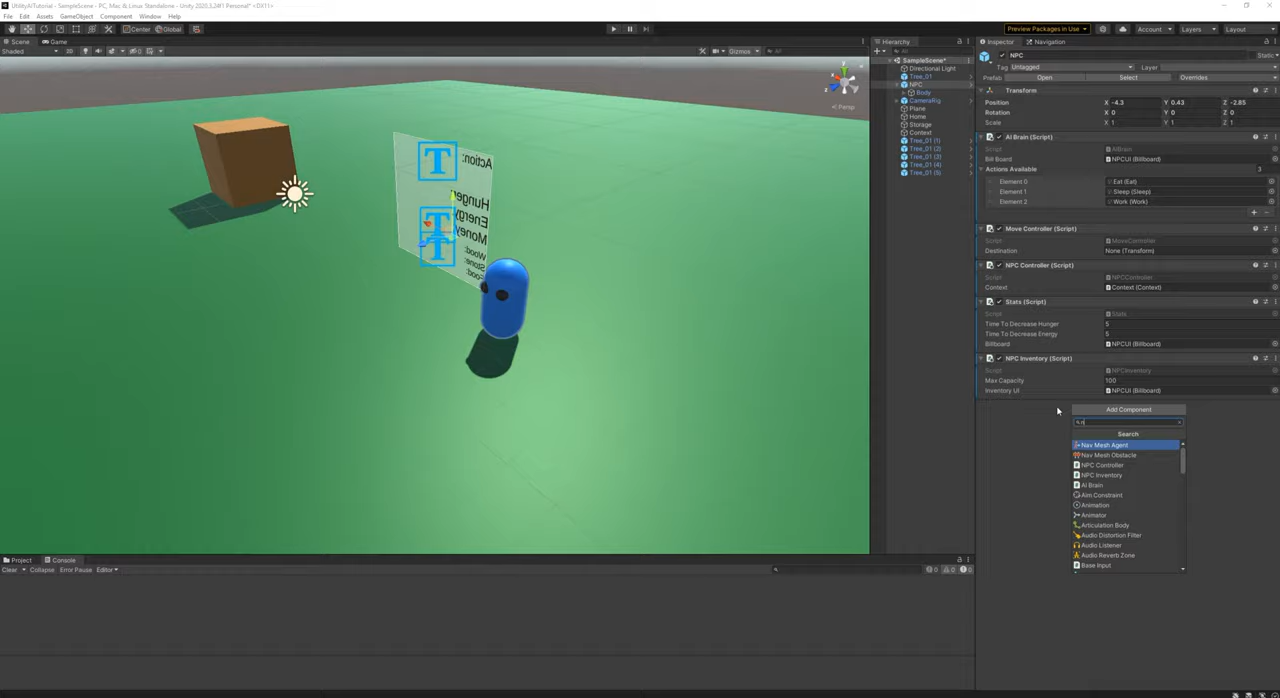 UtilityAITutorial - SampleScene - PC, Mac & Linux Standalone - Unity 2020.3.24f1 Personal* <DX11>
File Edit Assets GameObject Component Window Help
Center Global
Preview Packages in Use
Account
Layers
Layout
Scene Game
Shaded
2D
Gizmos
All
Persp
Action:
Hunger
Energy
Money
Wood:
Stone:
Food:
Hierarchy
All
SampleScene*
Directional Light
Tree_01
NPC
Body
CameraRig
Plane
Home
Storage
Context
Tree_01 (1)
Tree_01 (2)
Tree_01 (3)
Tree_01 (4)
Tree_01 (5)
Inspector Navigation
NPC Static
Tag Untagged Layer
Prefab Open Select Overrides
Transform
Position X -4.3 Y 0.43 Z -2.85
Rotation X 0 Y 0 Z 0
Scale X 1 Y 1 Z 1
AI Brain (Script)
Script AIBrain
Bill Board NPCUI (Billboard)
Actions Available 3
Element 0 Eat (Eat)
Element 1 Sleep (Sleep)
Element 2 Work (Work)
Move Controller (Script)
Script MoveController
Destination None (Transform)
NPC Controller (Script)
Script NPCController
Context Context (Context)
Stats (Script)
Script Stats
Time To Decrease Hunger 5
Time To Decrease Energy 5
Billboard NPCUI (Billboard)
NPC Inventory (Script)
Script NPCInventory
Max Capacity 100
Inventory UI NPCUI (Billboard)
Add Component
n
Search
Nav Mesh Agent
Nav Mesh Obstacle
NPC Controller
NPC Inventory
AI Brain
Aim Constraint
Animation
Animator
Articulation Body
Audio Distortion Filter
Audio Listener
Audio Reverb Zone
Base Input
Project Console
Clear Collapse Error Pause Editor
0 0 0